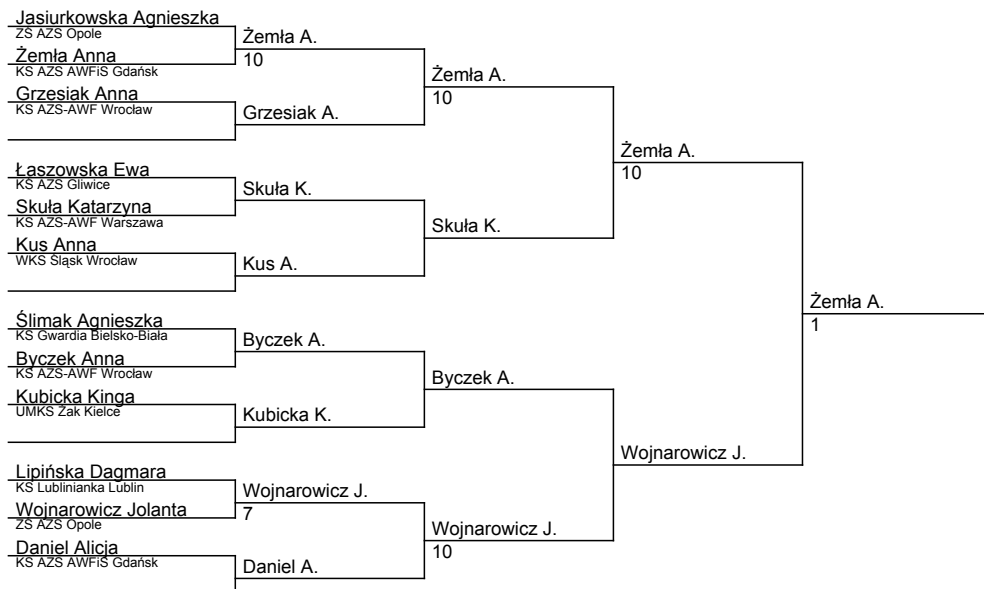 Jasiurkowska Agnieszka
ZS AZS Opole
Żemła Anna
KS AZS AWFiS Gdańsk
Grzesiak Anna
KS AZS-AWF Wrocław
Łaszowska Ewa
KS AZS Gliwice
Skuła Katarzyna
KS AZS-AWF Warszawa
Kus Anna
WKS Śląsk Wrocław
Ślimak Agnieszka
KS Gwardia Bielsko-Biała
Byczek Anna
KS AZS-AWF Wrocław
Kubicka Kinga
UMKS Żak Kielce
Lipińska Dagmara
KS Lublinianka Lublin
Wojnarowicz Jolanta
ZS AZS Opole
Daniel Alicja
KS AZS AWFiS Gdańsk
Żemła A.
10
Grzesiak A.
Skuła K.
Kus A.
Byczek A.
Kubicka K.
Wojnarowicz J.
7
Daniel A.
Żemła A.
10
Skuła K.
Byczek A.
Wojnarowicz J.
10
Żemła A.
10
Wojnarowicz J.
Żemła A.
1